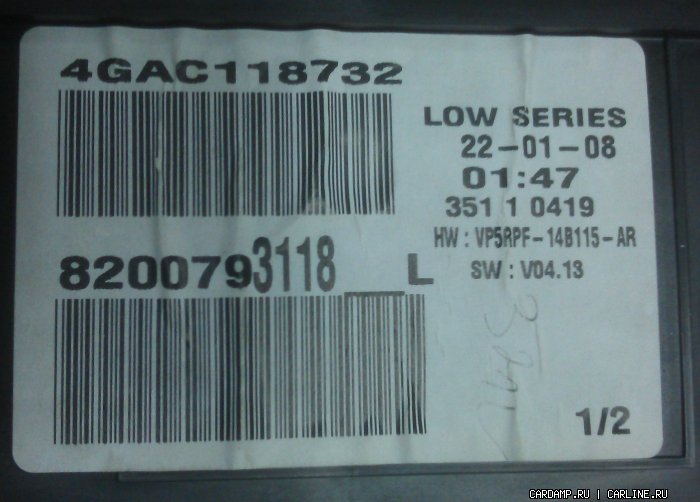 4GAC118732
LOW SERIES
22-01-08
01:47
351 1 0419
HW : VP5RPF-14B115-AR
SW : V04.13
8200793118__L
1/2
CARDAMP.RU | CARLINE.RU